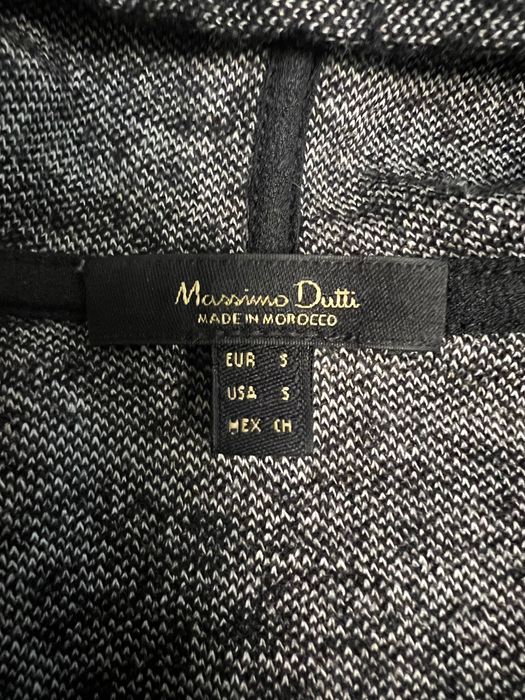 Massimo Dutti
MADE IN MOROCCO
EUR S
USA S
MEX CH